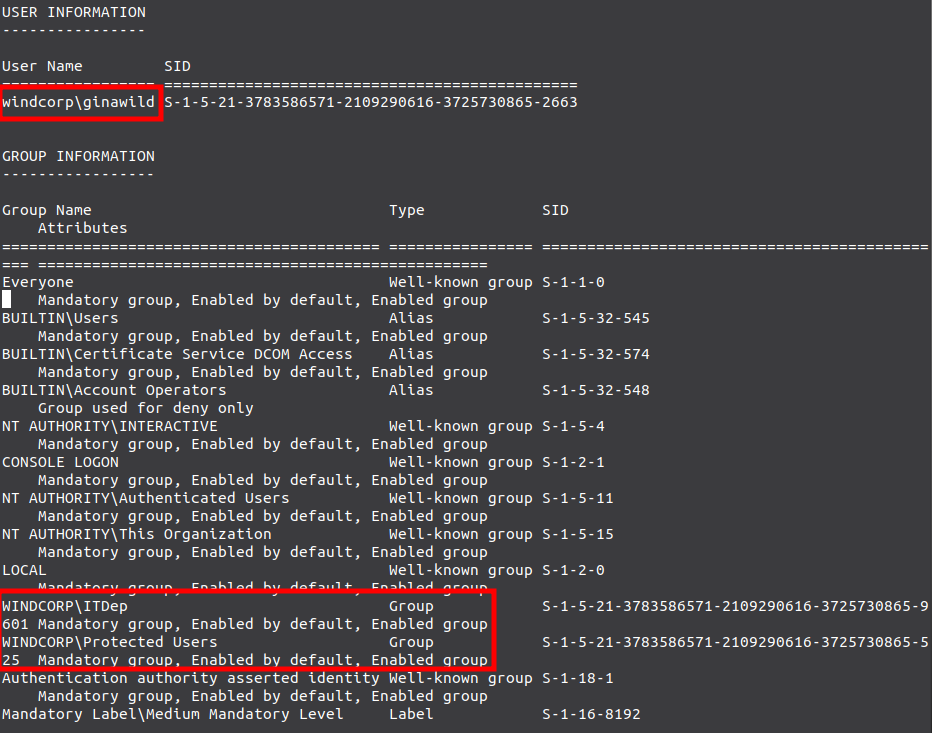 USER INFORMATION
----------------
User Name SID
================= ==============================================
windcorp\ginawild S-1-5-21-3783586571-2109290616-3725730865-2663
GROUP INFORMATION
-----------------
Group Name Type SID
Attributes
========================================== ================ ===========================================
=== ==================================================
Everyone Well-known group S-1-1-0
Mandatory group, Enabled by default, Enabled group
BUILTIN\Users Alias S-1-5-32-545
Mandatory group, Enabled by default, Enabled group
BUILTIN\Certificate Service DCOM Access Alias S-1-5-32-574
Mandatory group, Enabled by default, Enabled group
BUILTIN\Account Operators Alias S-1-5-32-548
Group used for deny only
NT AUTHORITY\INTERACTIVE Well-known group S-1-5-4
Mandatory group, Enabled by default, Enabled group
CONSOLE LOGON Well-known group S-1-2-1
Mandatory group, Enabled by default, Enabled group
NT AUTHORITY\Authenticated Users Well-known group S-1-5-11
Mandatory group, Enabled by default, Enabled group
NT AUTHORITY\This Organization Well-known group S-1-5-15
Mandatory group, Enabled by default, Enabled group
LOCAL Well-known group S-1-2-0
Mandatory group, Enabled by default, Enabled group
WINDCORP\ITDep Group S-1-5-21-3783586571-2109290616-3725730865-9
601 Mandatory group, Enabled by default, Enabled group
WINDCORP\Protected Users Group S-1-5-21-3783586571-2109290616-3725730865-5
25 Mandatory group, Enabled by default, Enabled group
Authentication authority asserted identity Well-known group S-1-18-1
Mandatory group, Enabled by default, Enabled group
Mandatory Label\Medium Mandatory Level Label S-1-16-8192